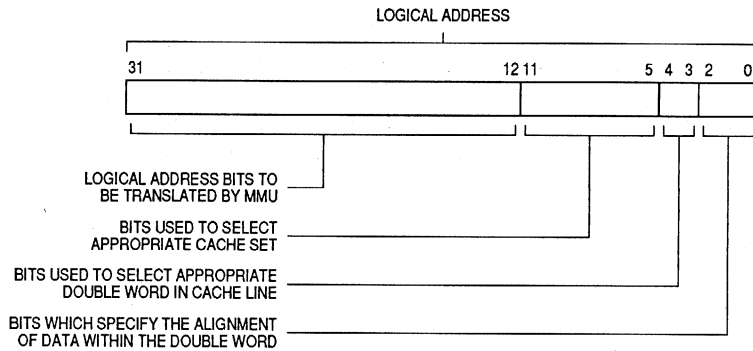 LOGICAL ADDRESS
31 12 11 5 4 3 2 0
LOGICAL ADDRESS BITS TO
BE TRANSLATED BY MMU
BITS USED TO SELECT
APPROPRIATE CACHE SET
BITS USED TO SELECT APPROPRIATE
DOUBLE WORD IN CACHE LINE
BITS WHICH SPECIFY THE ALIGNMENT
OF DATA WITHIN THE DOUBLE WORD